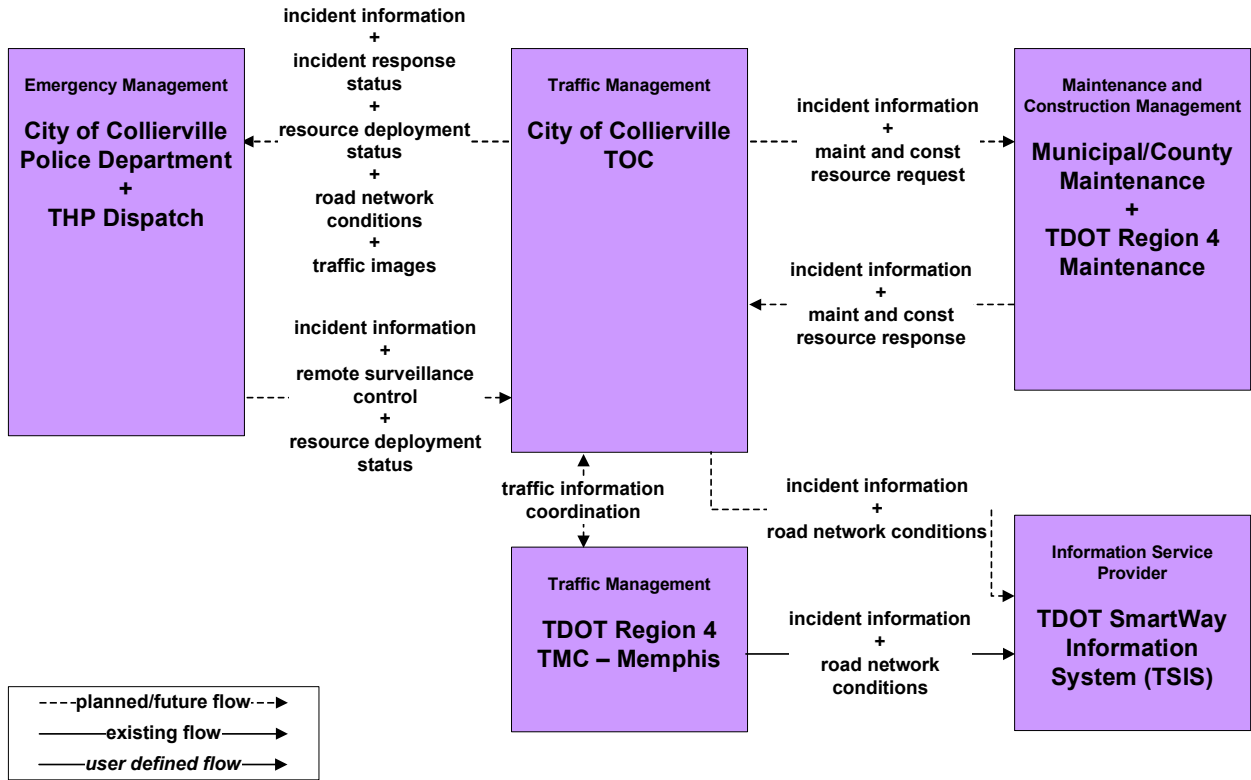 Emergency Management
City of Collierville
Police Department
+
THP Dispatch
incident information
+
incident response
status
+
resource deployment
status
+
road network
conditions
+
traffic images
incident information
+
remote surveillance
control
+
resource deployment
status
Traffic Management
City of Collierville
TOC
incident information
+
maint and const
resource request
incident information
+
maint and const
resource response
Maintenance and
Construction Management
Municipal/County
Maintenance
+
TDOT Region 4
Maintenance
traffic information
coordination
incident information
+
road network conditions
Traffic Management
TDOT Region 4
TMC – Memphis
incident information
+
road network
conditions
Information Service
Provider
TDOT SmartWay
Information
System (TSIS)
planned/future flow
existing flow
user defined flow